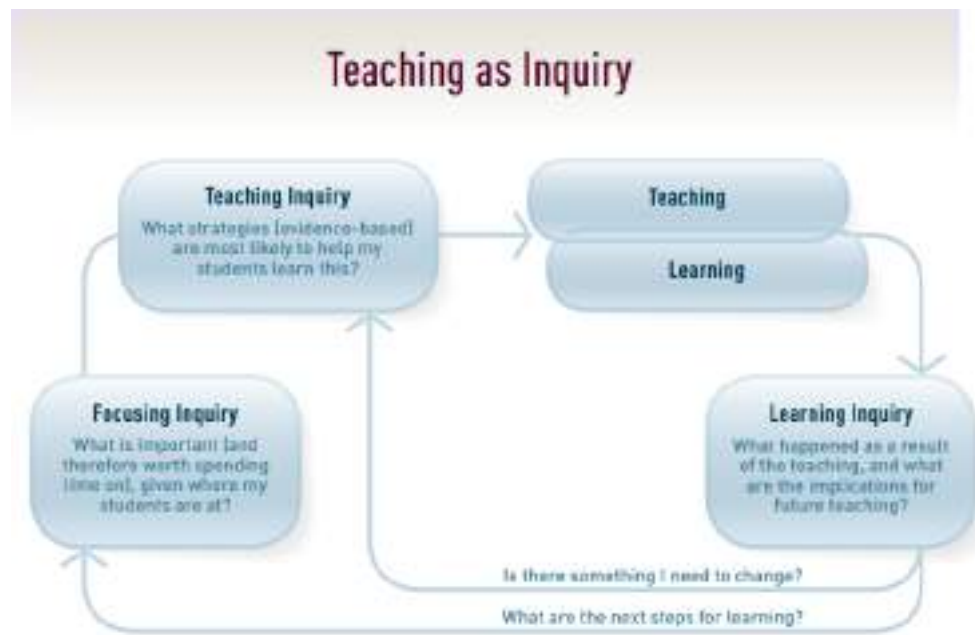 Teaching as Inquiry
Teaching Inquiry
What strategies (evidence-based)
are most likely to help my
students learn this?
Teaching
Learning
Focusing Inquiry
What is important (and
therefore worth spending
time on), given where my
students are at?
Learning Inquiry
What happened as a result
of the teaching, and what
are the implications for
future teaching?
Is there something I need to change?
What are the next steps for learning?